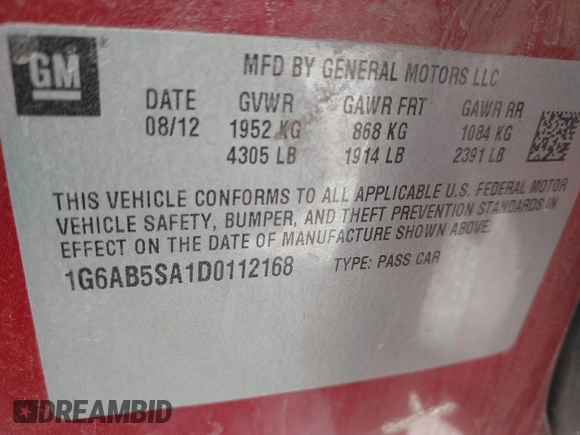 GM
MFD BY GENERAL MOTORS LLC
DATE GVWR GAWR FRT GAWR RR
08/12 1952 KG 868 KG 1084 KG
4305 LB 1914 LB 2391 LB
THIS VEHICLE CONFORMS TO ALL APPLICABLE U.S. FEDERAL MOTOR
VEHICLE SAFETY, BUMPER, AND THEFT PREVENTION STANDARDS IN
EFFECT ON THE DATE OF MANUFACTURE SHOWN ABOVE.
1G6AB5SA1D0112168 TYPE: PASS CAR
DREAMBID